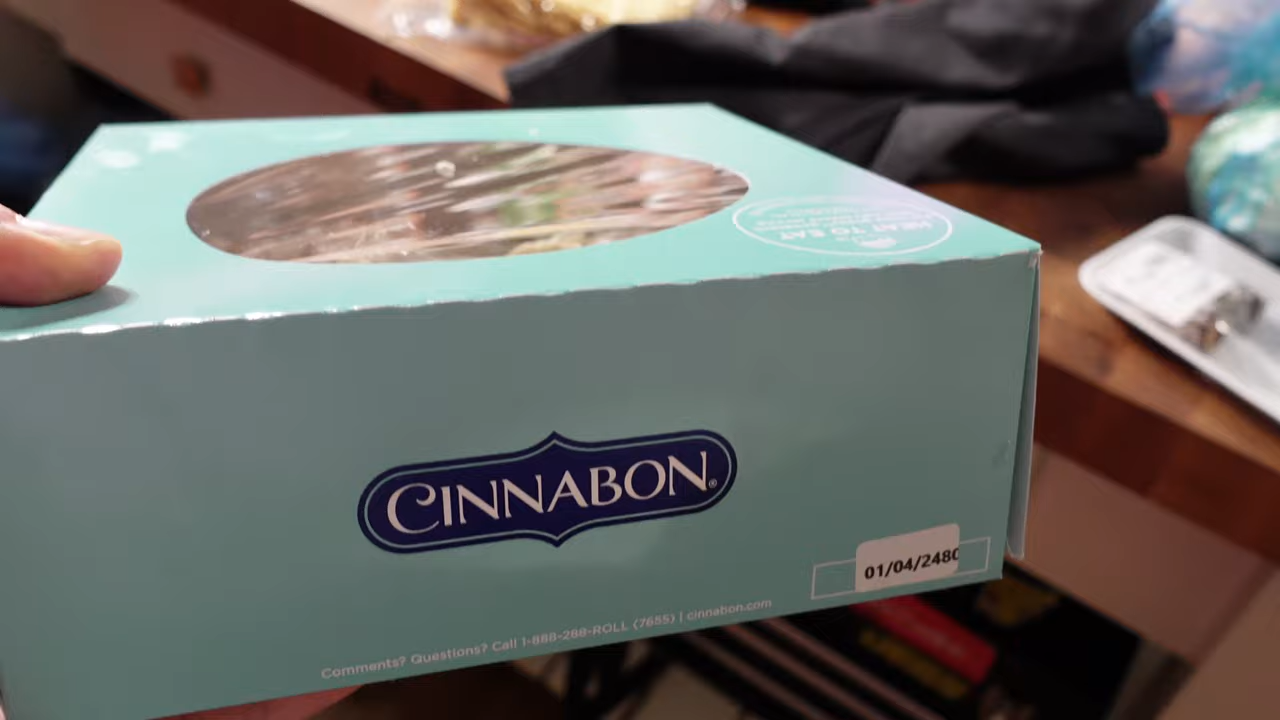 HEAT TO EAT
CINNABON®
01/04/2480
Comments? Questions? Call 1-888-288-ROLL (7655) | cinnabon.com